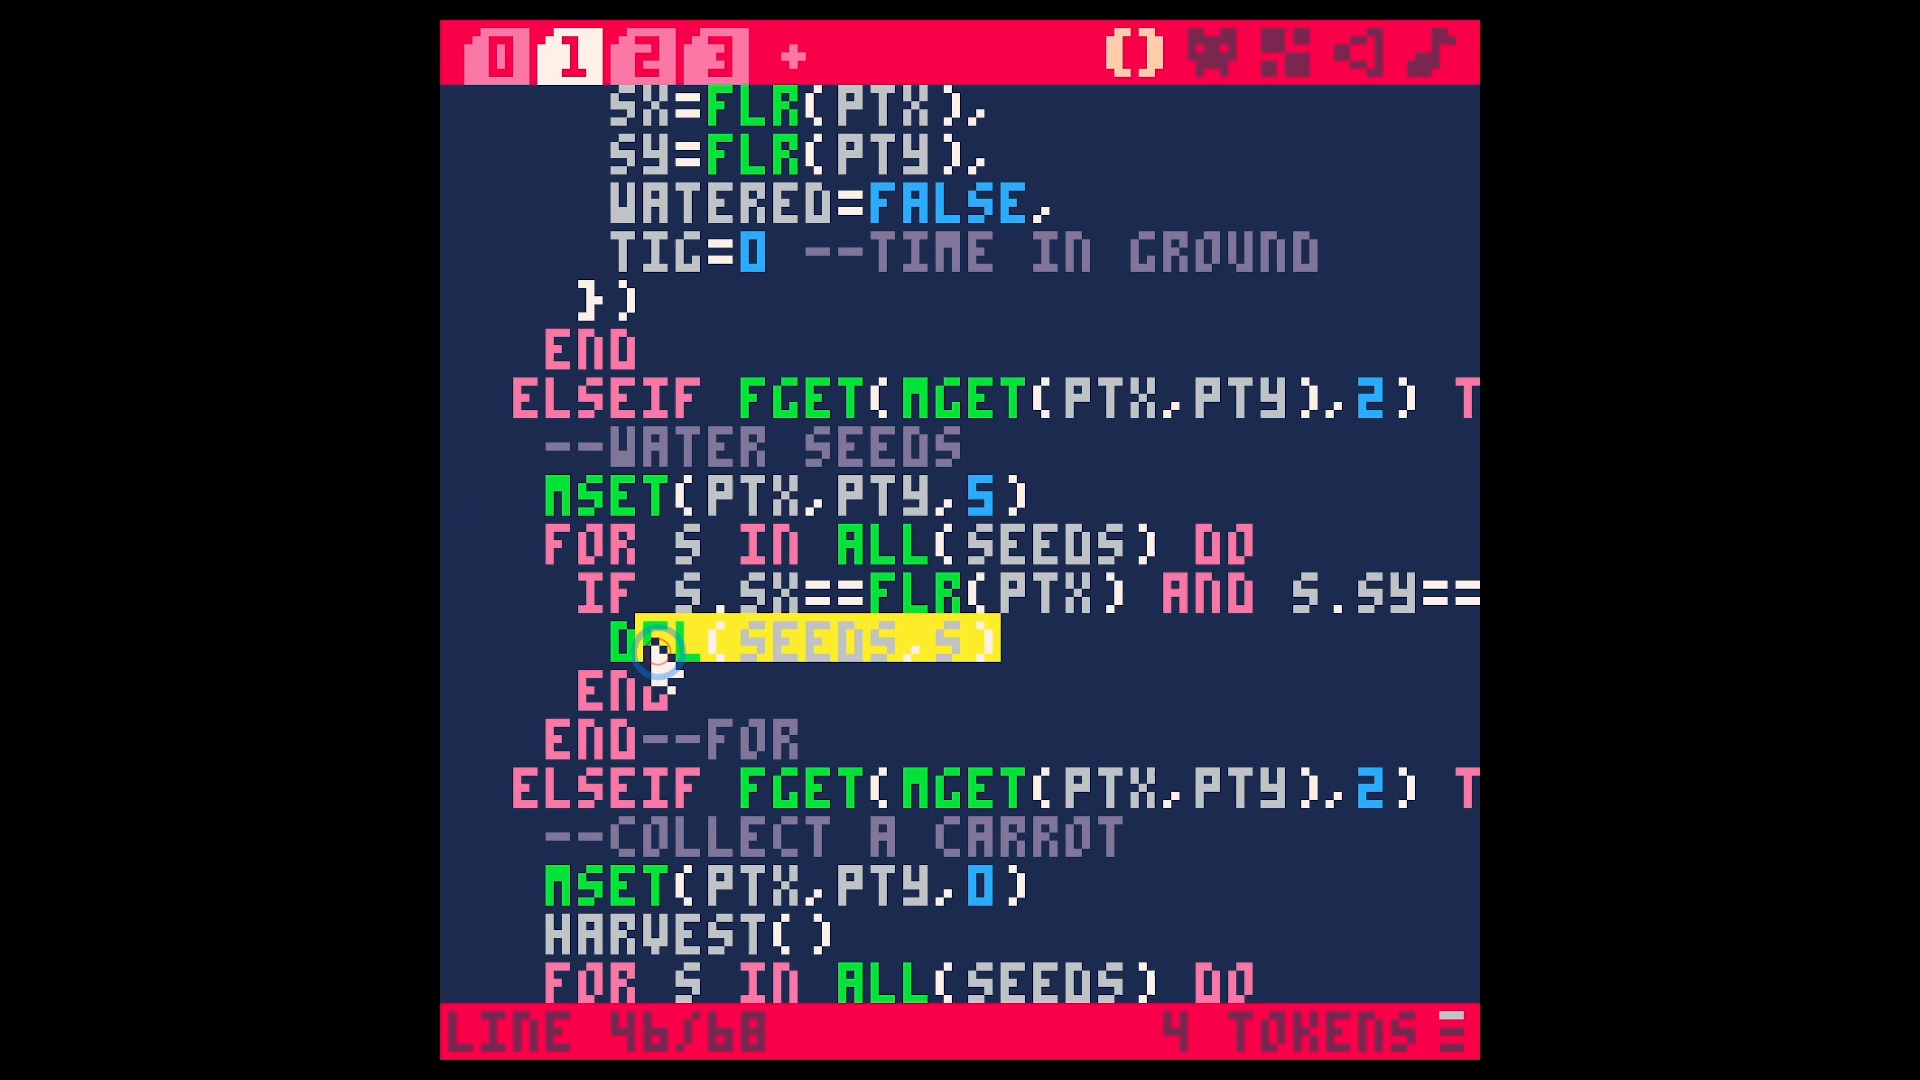 0 1 2 3 +
SX=FLR(PTX),
SY=FLR(PTY),
WATERED=FALSE,
TIG=0 --TIME IN GROUND
})
END
ELSEIF FGET(MGET(PTX,PTY),2) T
--WATER SEEDS
MSET(PTX,PTY,5)
FOR S IN ALL(SEEDS) DO
IF S.SX==FLR(PTX) AND S.SY==
DEL(SEEDS,S)
END
END--FOR
ELSEIF FGET(MGET(PTX,PTY),2) T
--COLLECT A CARROT
MSET(PTX,PTY,0)
HARVEST()
FOR S IN ALL(SEEDS) DO
LINE 46/68 4 TOKENS